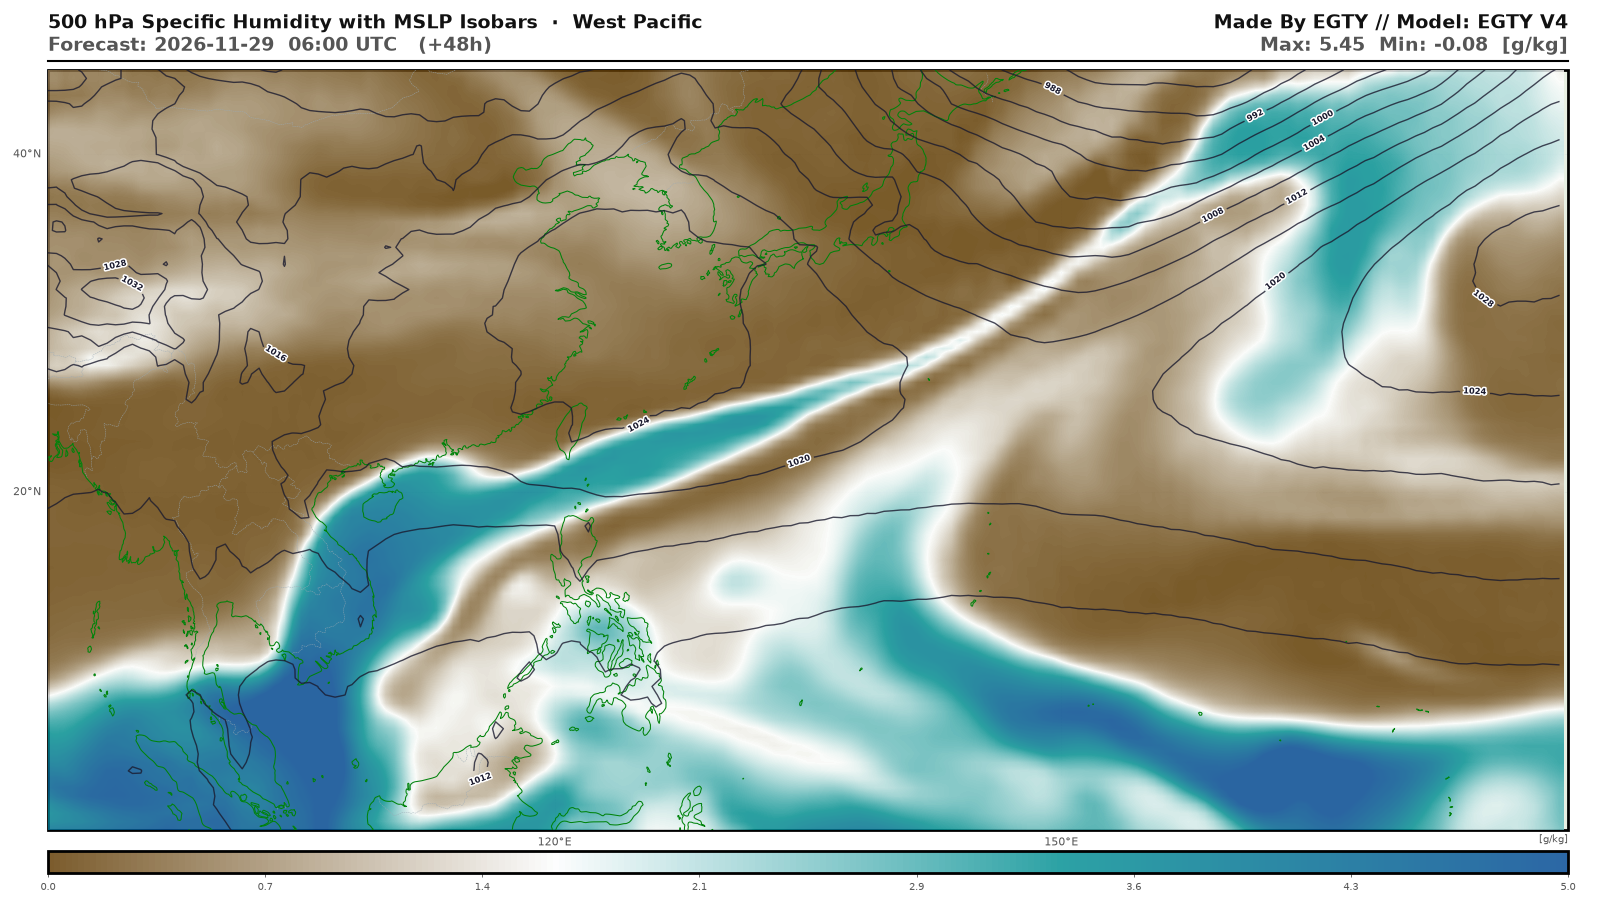 500 hPa Specific Humidity with MSLP Isobars · West Pacific
Made By EGTY // Model: EGTY V4
Forecast: 2026-11-29 06:00 UTC (+48h)
Max: 5.45 Min: -0.08 [g/kg]
988
992
1000
1004
40°N
1012
1008
1028
1032
1020
1028
1016
1024
1024
1020
20°N
1012
120°E
150°E
[g/kg]
0.0
0.7
1.4
2.1
2.9
3.6
4.3
5.0